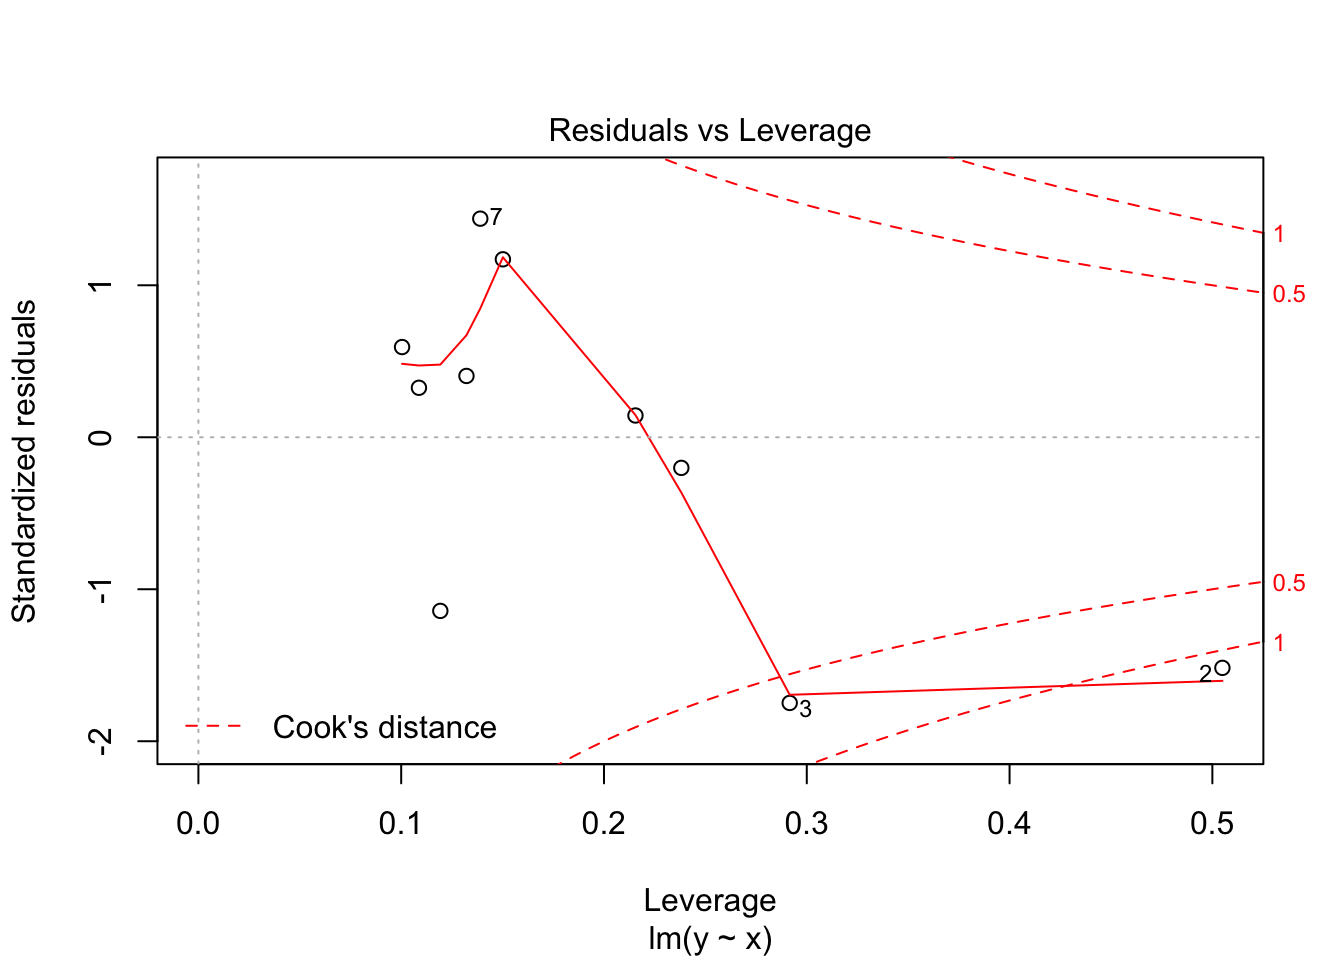 Residuals vs Leverage
Standardized residuals
1
0
-1
-2
7
3
2
1
0.5
0.5
1
Cook's distance
0.0 0.1 0.2 0.3 0.4 0.5
Leverage
lm(y ~ x)